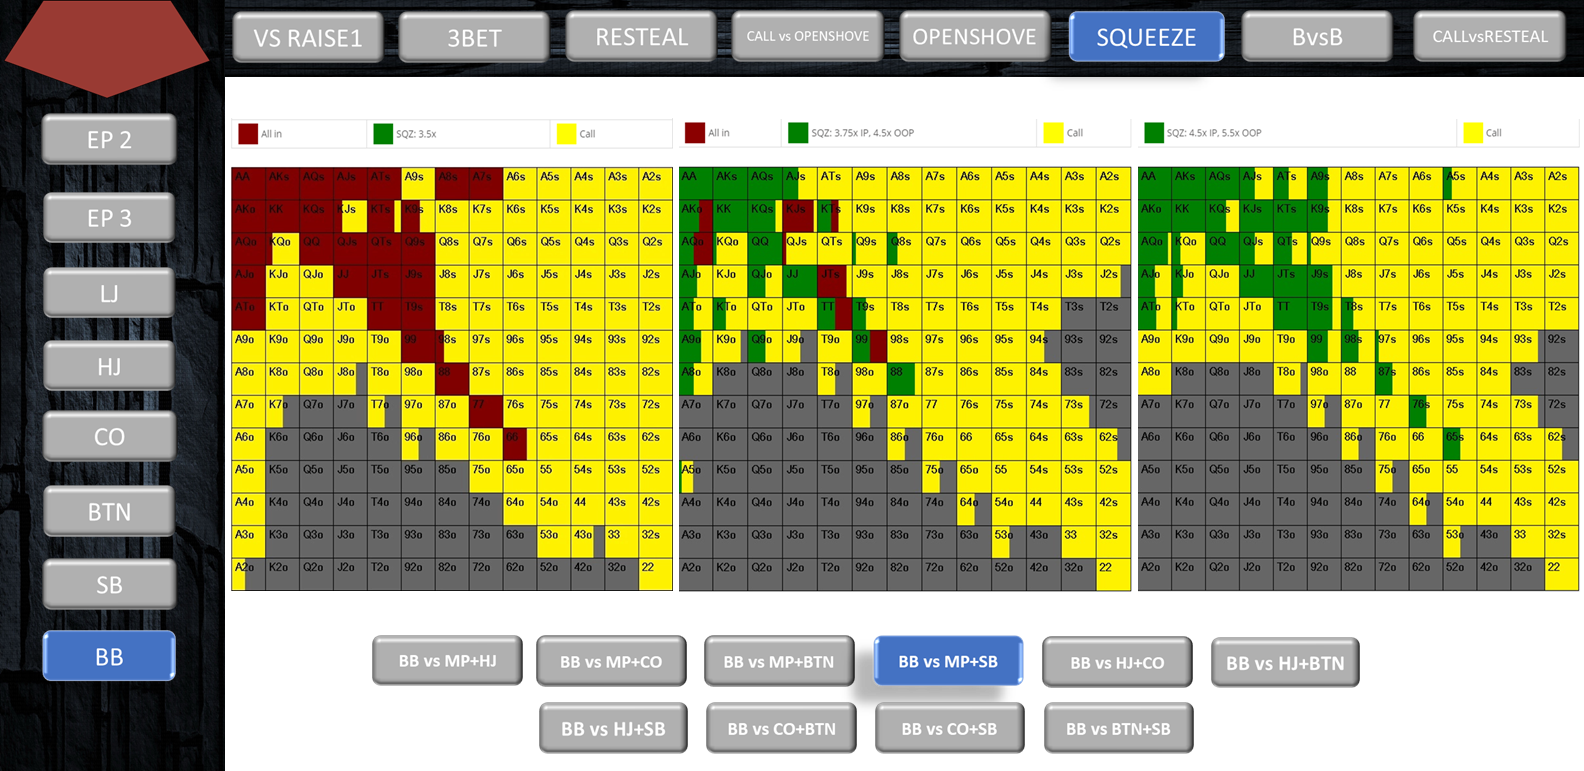 VS RAISE1 3BET RESTEAL CALL vs OPENSHOVE OPENSHOVE SQUEEZE BvsB CALLvsRESTEAL
EP 2
EP 3
LJ
HJ
CO
BTN
SB
BB
All in SQZ: 3.5x Call
AA AKs AQs AJs ATs A9s A8s A7s A6s A5s A4s A3s A2s
AKo KK KQs KJs KTs K9s K8s K7s K6s K5s K4s K3s K2s
AQo KQo QQ QJs QTs Q9s Q8s Q7s Q6s Q5s Q4s Q3s Q2s
AJo KJo QJo JJ JTs J9s J8s J7s J6s J5s J4s J3s J2s
ATo KTo QTo JTo TT T9s T8s T7s T6s T5s T4s T3s T2s
A9o K9o Q9o J9o T9o 99 98s 97s 96s 95s 94s 93s 92s
A8o K8o Q8o J8o T8o 98o 88 87s 86s 85s 84s 83s 82s
A7o K7o Q7o J7o T7o 97o 87o 77 76s 75s 74s 73s 72s
A6o K6o Q6o J6o T6o 96o 86o 76o 66 65s 64s 63s 62s
A5o K5o Q5o J5o T5o 95o 85o 75o 65o 55 54s 53s 52s
A4o K4o Q4o J4o T4o 94o 84o 74o 64o 54o 44 43s 42s
A3o K3o Q3o J3o T3o 93o 83o 73o 63o 53o 43o 33 32s
A2o K2o Q2o J2o T2o 92o 82o 72o 62o 52o 42o 32o 22
All in SQZ: 3.75x IP, 4.5x OOP Call
AA AKs AQs AJs ATs A9s A8s A7s A6s A5s A4s A3s A2s
AKo KK KQs KJs KTs K9s K8s K7s K6s K5s K4s K3s K2s
AQo KQo QQ QJs QTs Q9s Q8s Q7s Q6s Q5s Q4s Q3s Q2s
AJo KJo QJo JJ JTs J9s J8s J7s J6s J5s J4s J3s J2s
ATo KTo QTo JTo TT T9s T8s T7s T6s T5s T4s T3s T2s
A9o K9o Q9o J9o T9o 99 98s 97s 96s 95s 94s 93s 92s
A8o K8o Q8o J8o T8o 98o 88 87s 86s 85s 84s 83s 82s
A7o K7o Q7o J7o T7o 97o 87o 77 76s 75s 74s 73s 72s
A6o K6o Q6o J6o T6o 96o 86o 76o 66 65s 64s 63s 62s
A5o K5o Q5o J5o T5o 95o 85o 75o 65o 55 54s 53s 52s
A4o K4o Q4o J4o T4o 94o 84o 74o 64o 54o 44 43s 42s
A3o K3o Q3o J3o T3o 93o 83o 73o 63o 53o 43o 33 32s
A2o K2o Q2o J2o T2o 92o 82o 72o 62o 52o 42o 32o 22
SQZ: 4.5x IP, 5.5x OOP Call
AA AKs AQs AJs ATs A9s A8s A7s A6s A5s A4s A3s A2s
AKo KK KQs KJs KTs K9s K8s K7s K6s K5s K4s K3s K2s
AQo KQo QQ QJs QTs Q9s Q8s Q7s Q6s Q5s Q4s Q3s Q2s
AJo KJo QJo JJ JTs J9s J8s J7s J6s J5s J4s J3s J2s
ATo KTo QTo JTo TT T9s T8s T7s T6s T5s T4s T3s T2s
A9o K9o Q9o J9o T9o 99 98s 97s 96s 95s 94s 93s 92s
A8o K8o Q8o J8o T8o 98o 88 87s 86s 85s 84s 83s 82s
A7o K7o Q7o J7o T7o 97o 87o 77 76s 75s 74s 73s 72s
A6o K6o Q6o J6o T6o 96o 86o 76o 66 65s 64s 63s 62s
A5o K5o Q5o J5o T5o 95o 85o 75o 65o 55 54s 53s 52s
A4o K4o Q4o J4o T4o 94o 84o 74o 64o 54o 44 43s 42s
A3o K3o Q3o J3o T3o 93o 83o 73o 63o 53o 43o 33 32s
A2o K2o Q2o J2o T2o 92o 82o 72o 62o 52o 42o 32o 22
BB vs MP+HJ BB vs MP+CO BB vs MP+BTN BB vs MP+SB BB vs HJ+CO BB vs HJ+BTN
BB vs HJ+SB BB vs CO+BTN BB vs CO+SB BB vs BTN+SB